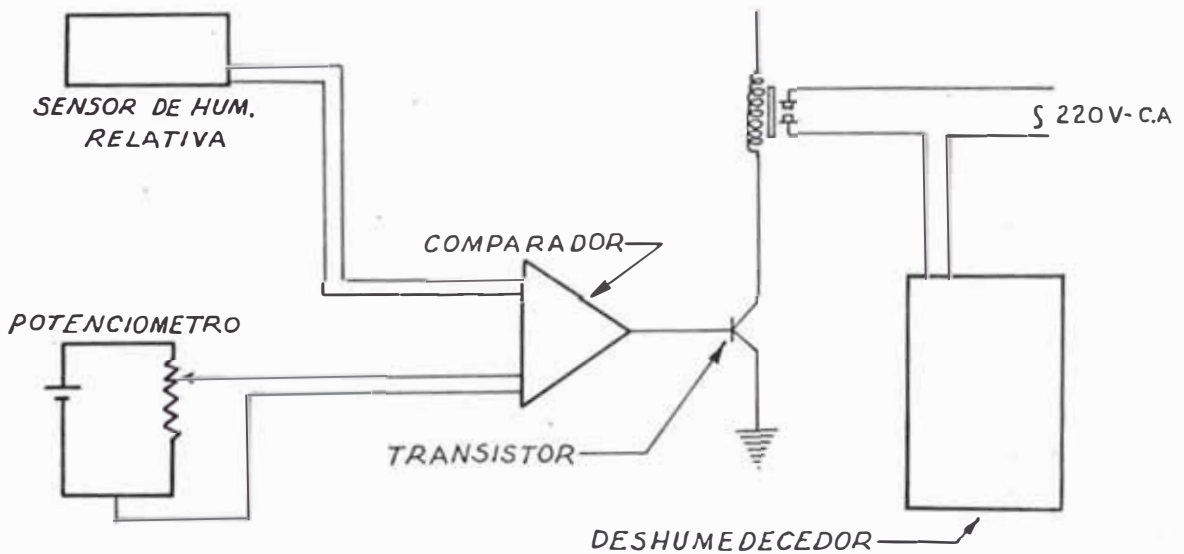 SENSOR DE HUM.
RELATIVA
ʃ 220V-C.A
COMPARADOR
POTENCIOMETRO
TRANSISTOR
DESHUMEDECEDOR